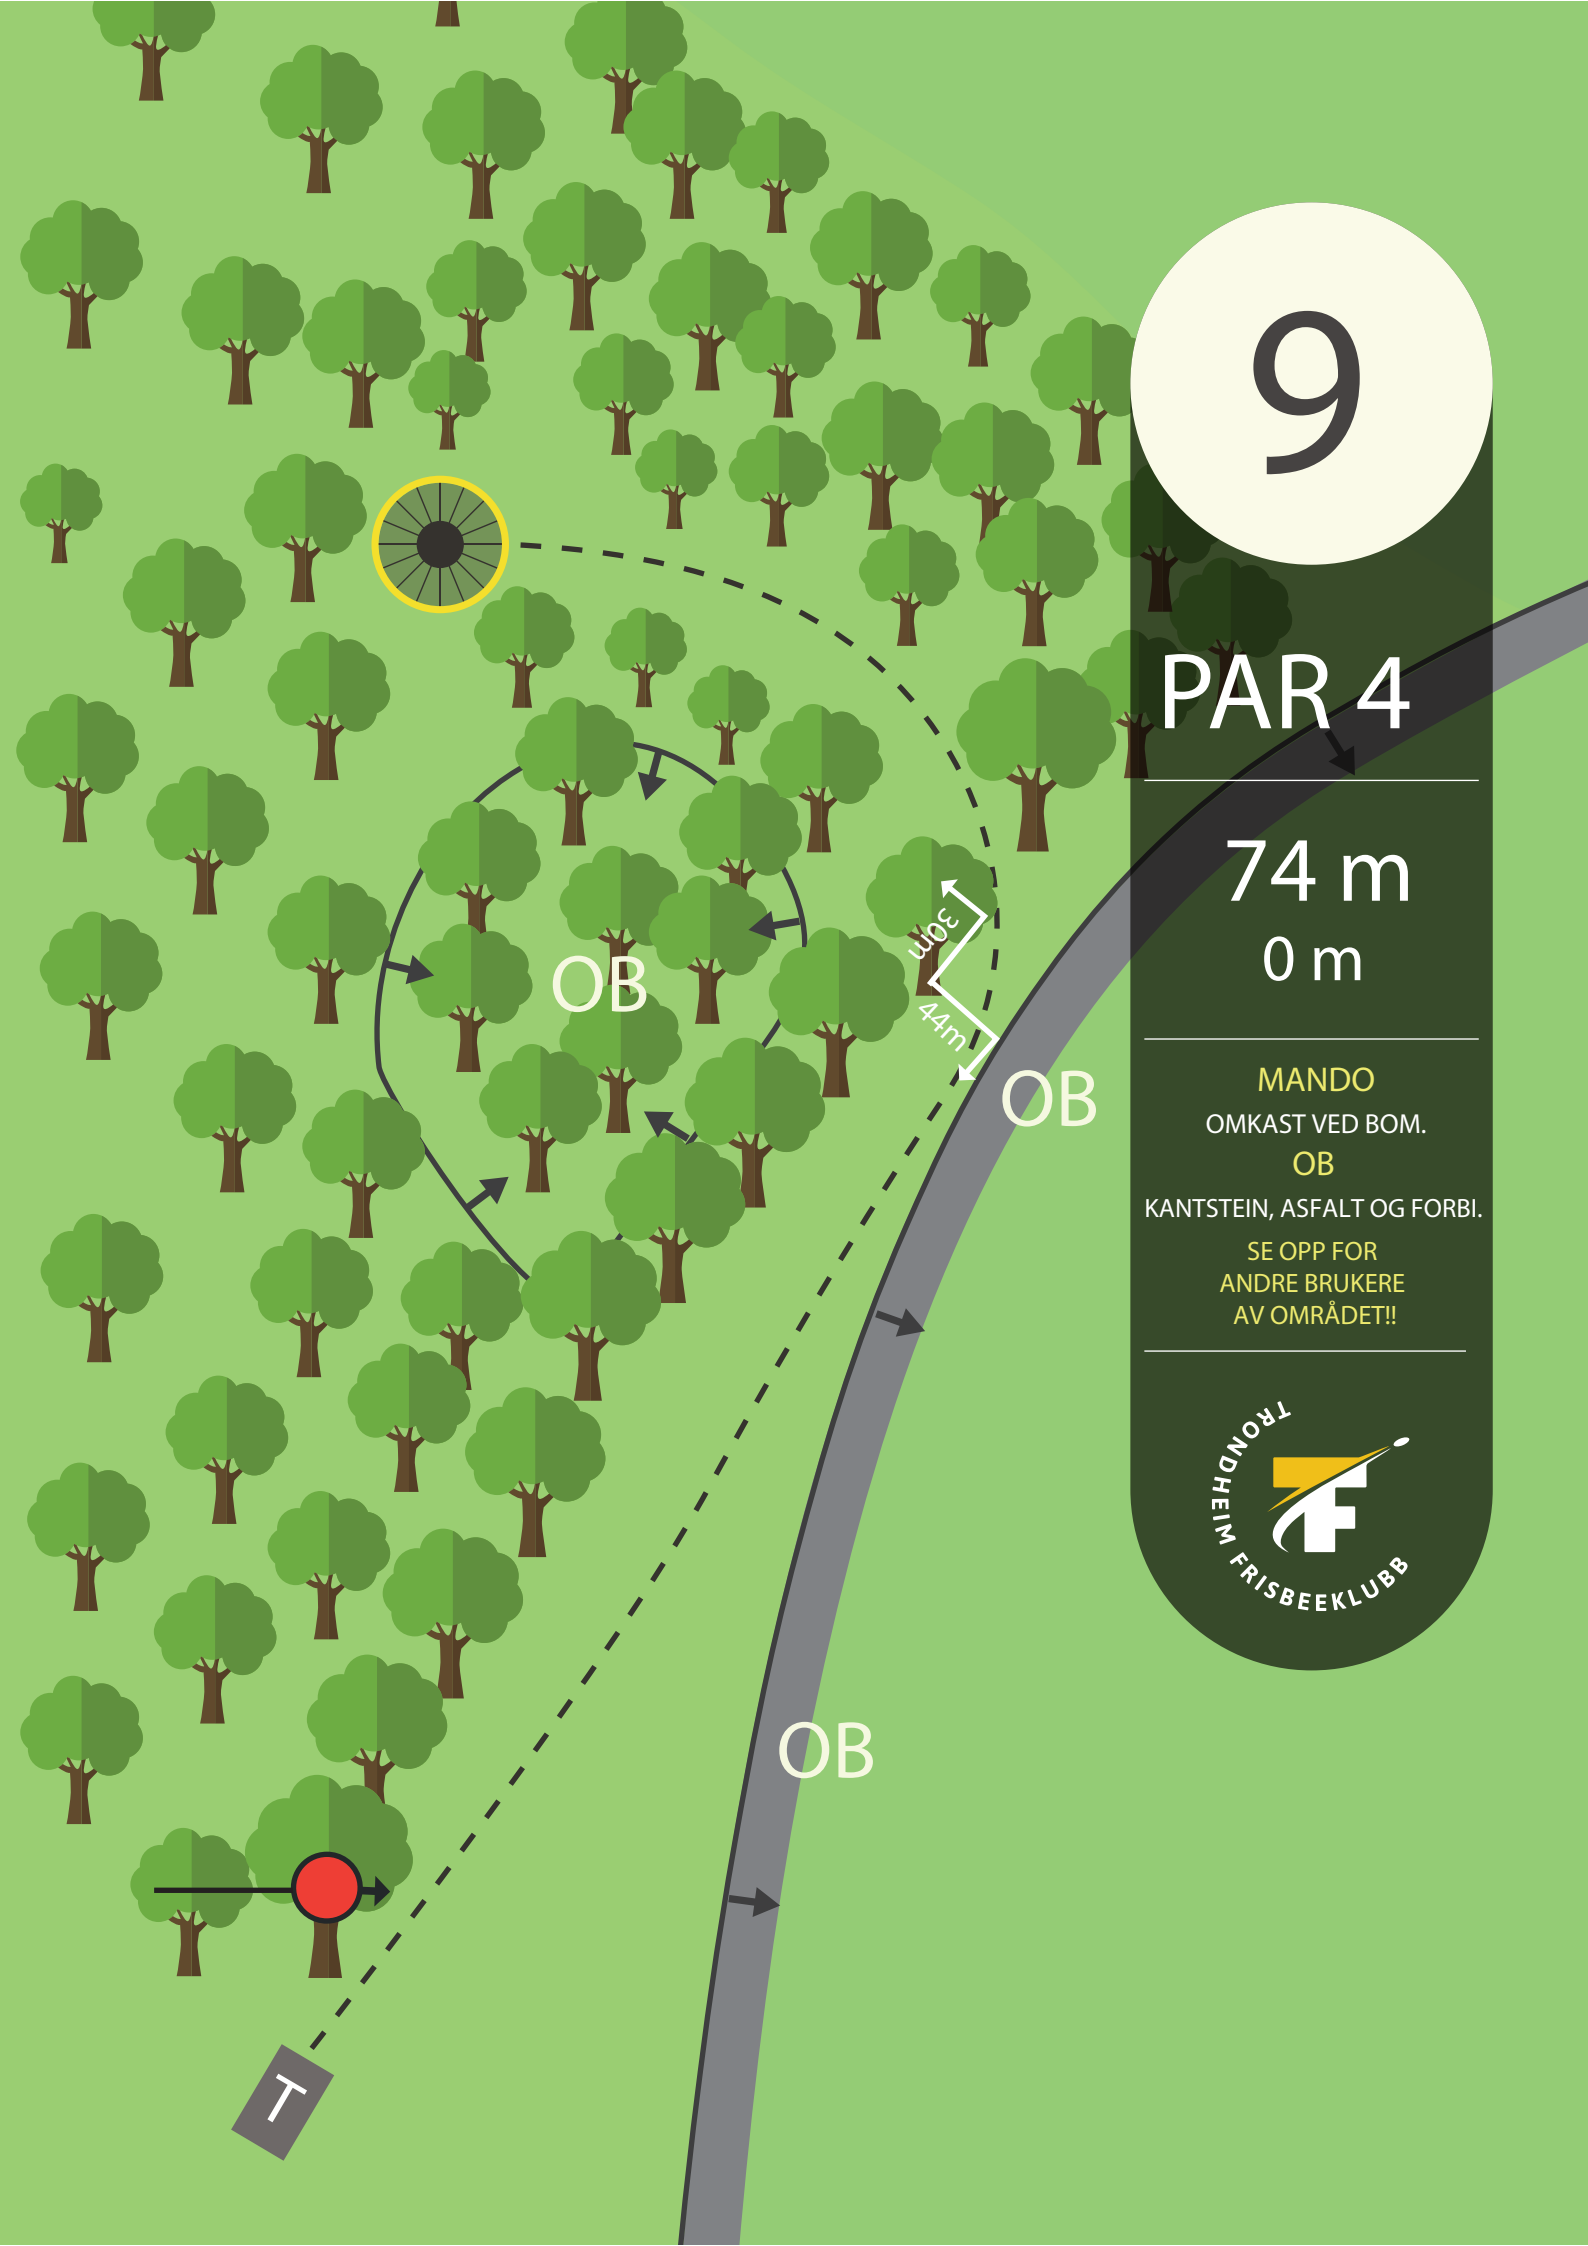 9
PAR 4
74 m
0 m
MANDO
OMKAST VED BOM.
OB
KANTSTEIN, ASFALT OG FORBI.
SE OPP FOR
ANDRE BRUKERE
AV OMRÅDET!!
TRONDHEIM FRISBEEKLUBB
TF
30m
44m
OB
OB
OB
T